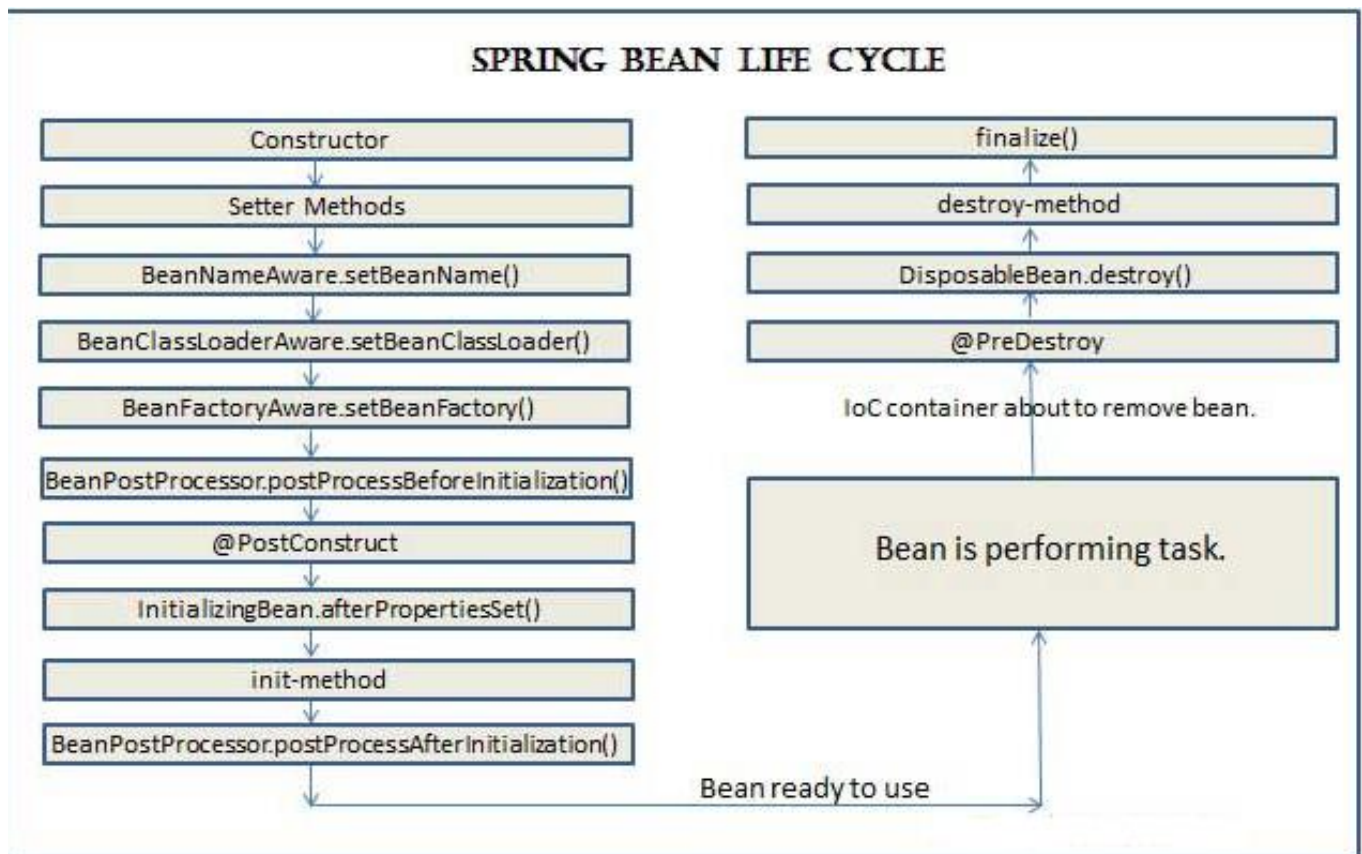 SPRING BEAN LIFE CYCLE
Constructor
Setter Methods
BeanNameAware.setBeanName()
BeanClassLoaderAware.setBeanClassLoader()
BeanFactoryAware.setBeanFactory()
BeanPostProcessor.postProcessBeforeInitialization()
@PostConstruct
InitializingBean.afterPropertiesSet()
init-method
BeanPostProcessor.postProcessAfterInitialization()
Bean ready to use
Bean is performing task.
IoC container about to remove bean.
@PreDestroy
DisposableBean.destroy()
destroy-method
finalize()